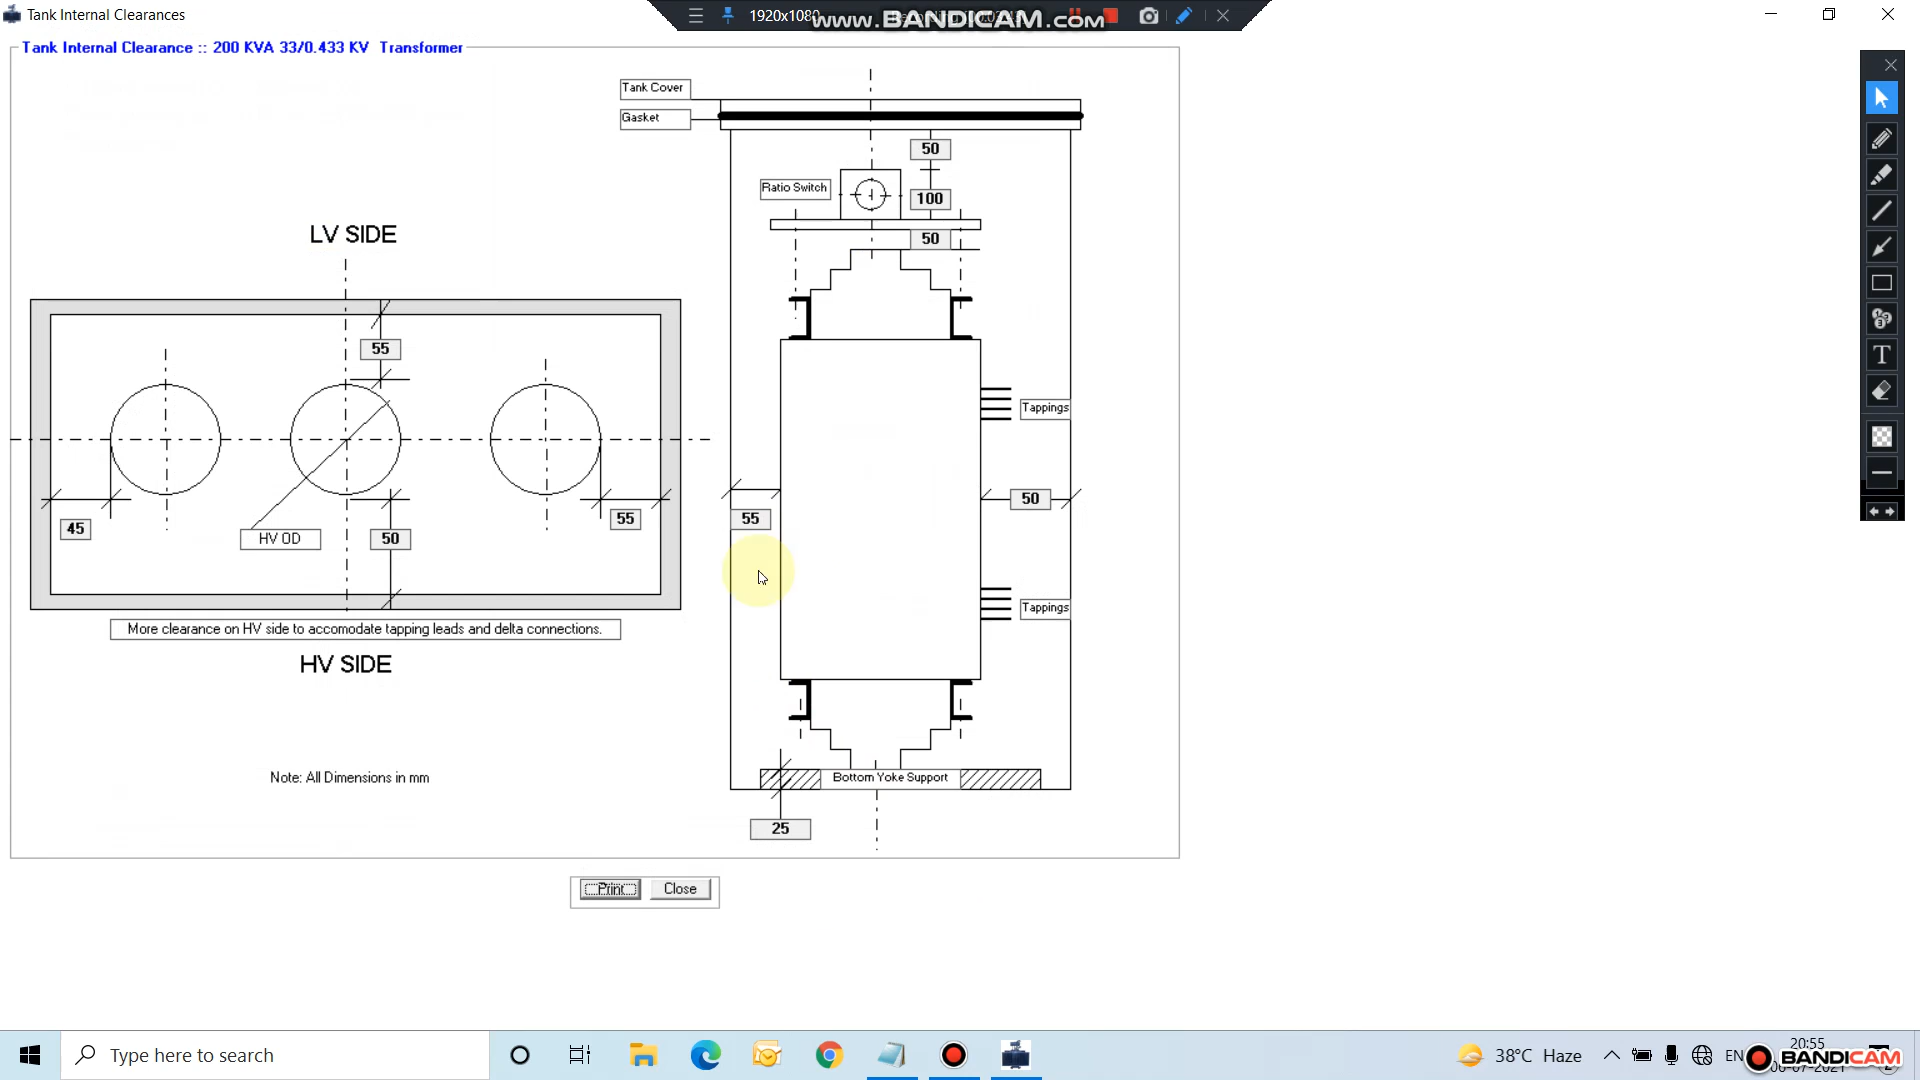 Tank Internal Clearances
1920x1080
www.BANDICAM.com
Tank Internal Clearance :: 200 KVA 33/0.433 KV Transformer
Tank Cover
Gasket
50
Ratio Switch
100
50
LV SIDE
55
Tappings
45
HV OD
50
55
55
50
Tappings
More clearance on HV side to accomodate tapping leads and delta connections.
HV SIDE
Note: All Dimensions in mm
Bottom Yoke Support
25
Print
Close
T
Type here to search
38°C Haze
EN
20:55
BANDICAM